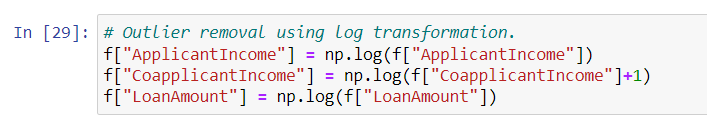 In [29]: # Outlier removal using log transformation.
f["ApplicantIncome"] = np.log(f["ApplicantIncome"])
f["CoapplicantIncome"] = np.log(f["CoapplicantIncome"]+1)
f["LoanAmount"] = np.log(f["LoanAmount"])